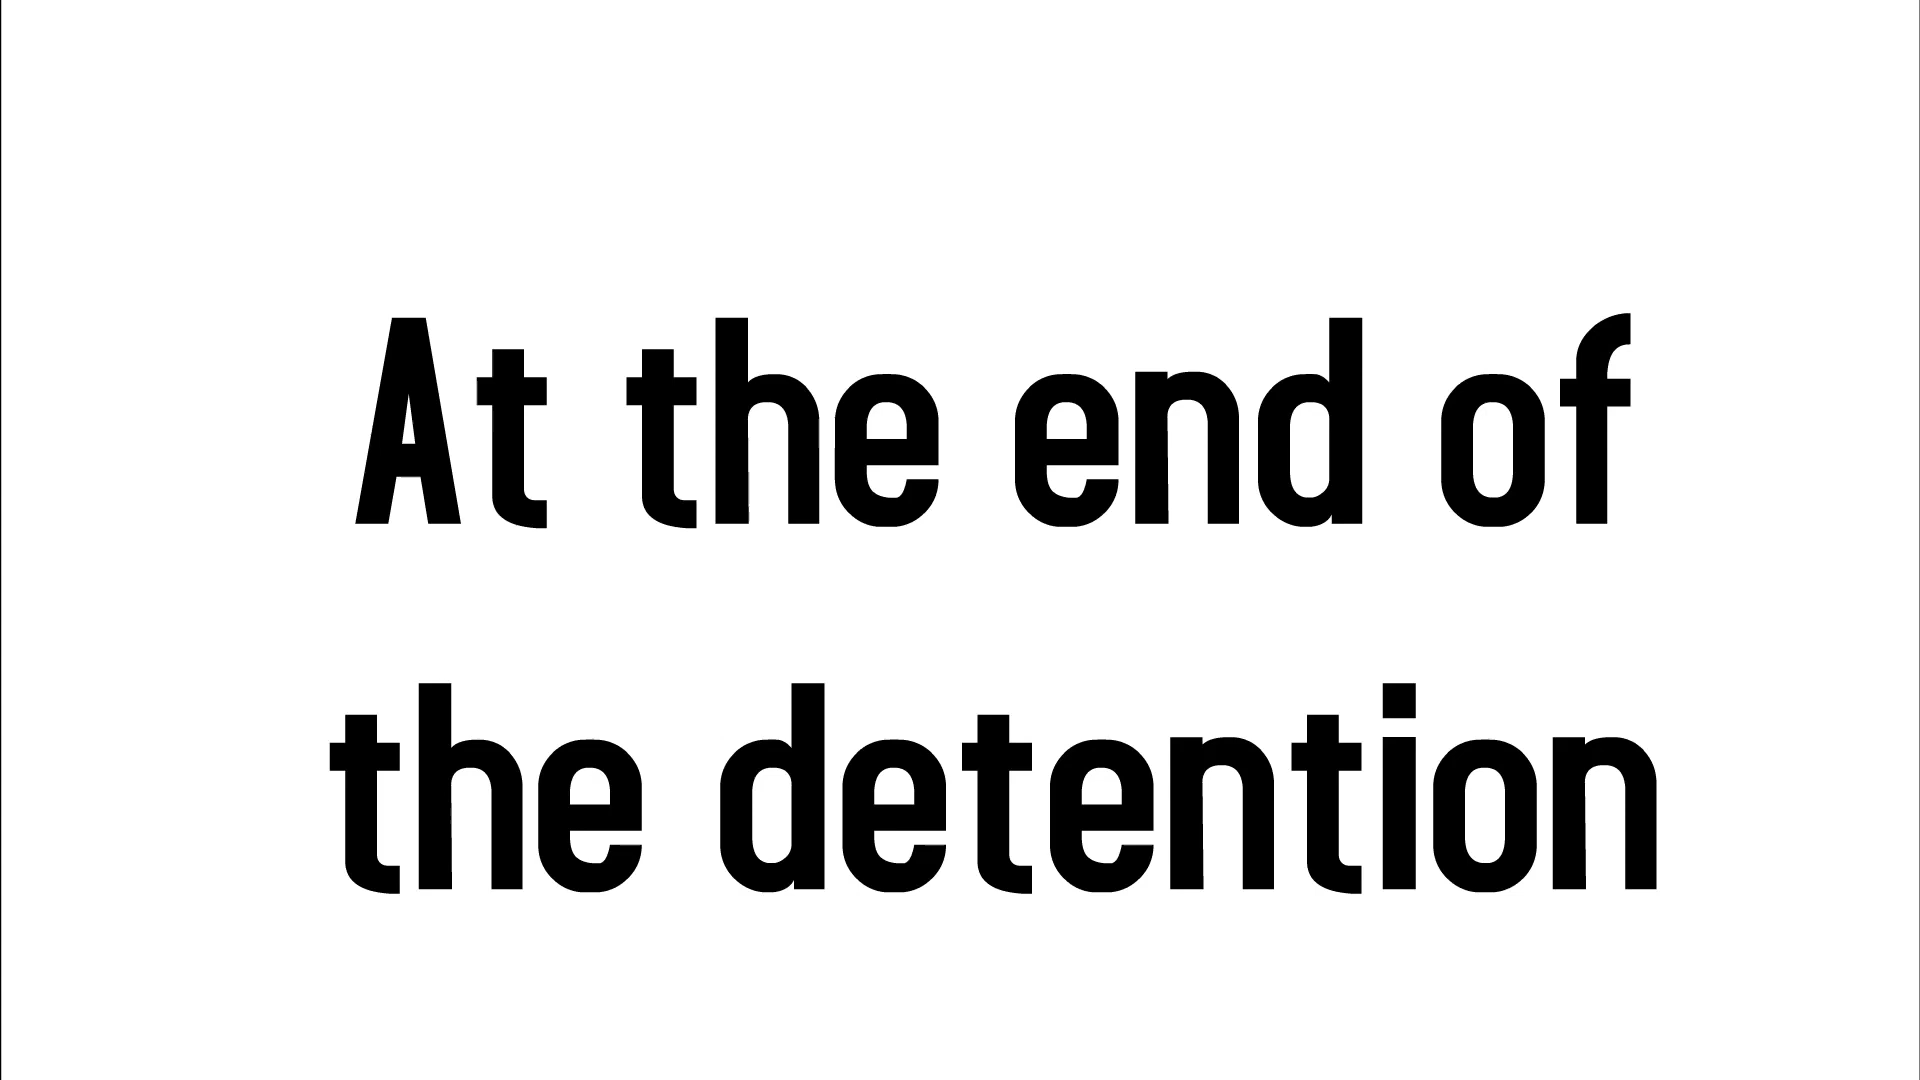 At the end of
the detention